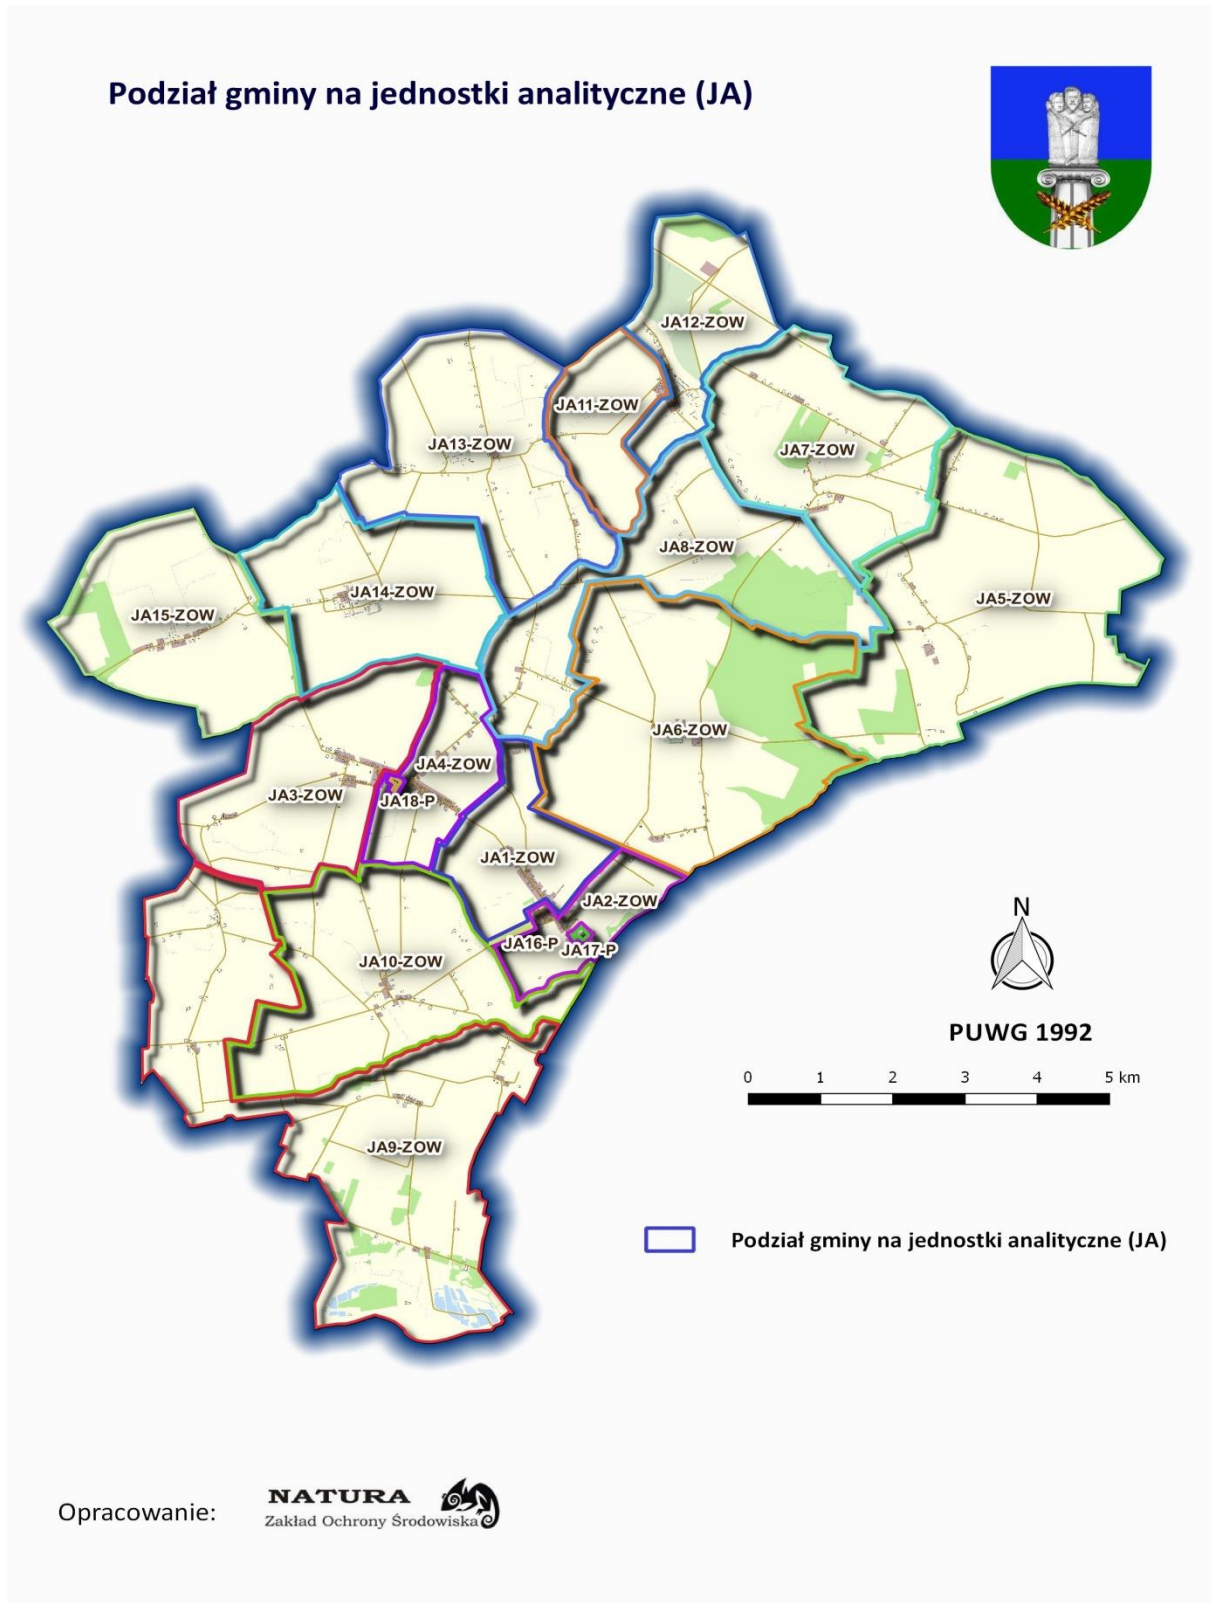 Podział gminy na jednostki analityczne (JA)
JA12-ZOW
JA11-ZOW
JA13-ZOW
JA7-ZOW
JA8-ZOW
JA14-ZOW
JA5-ZOW
JA15-ZOW
JA6-ZOW
JA4-ZOW
JA3-ZOW
JA18-P
JA1-ZOW
JA2-ZOW
JA16-P
JA17-P
JA10-ZOW
N
PUWG 1992
0 1 2 3 4 5 km
JA9-ZOW
Podział gminy na jednostki analityczne (JA)
Opracowanie:
NATURA
Zakład Ochrony Środowiska